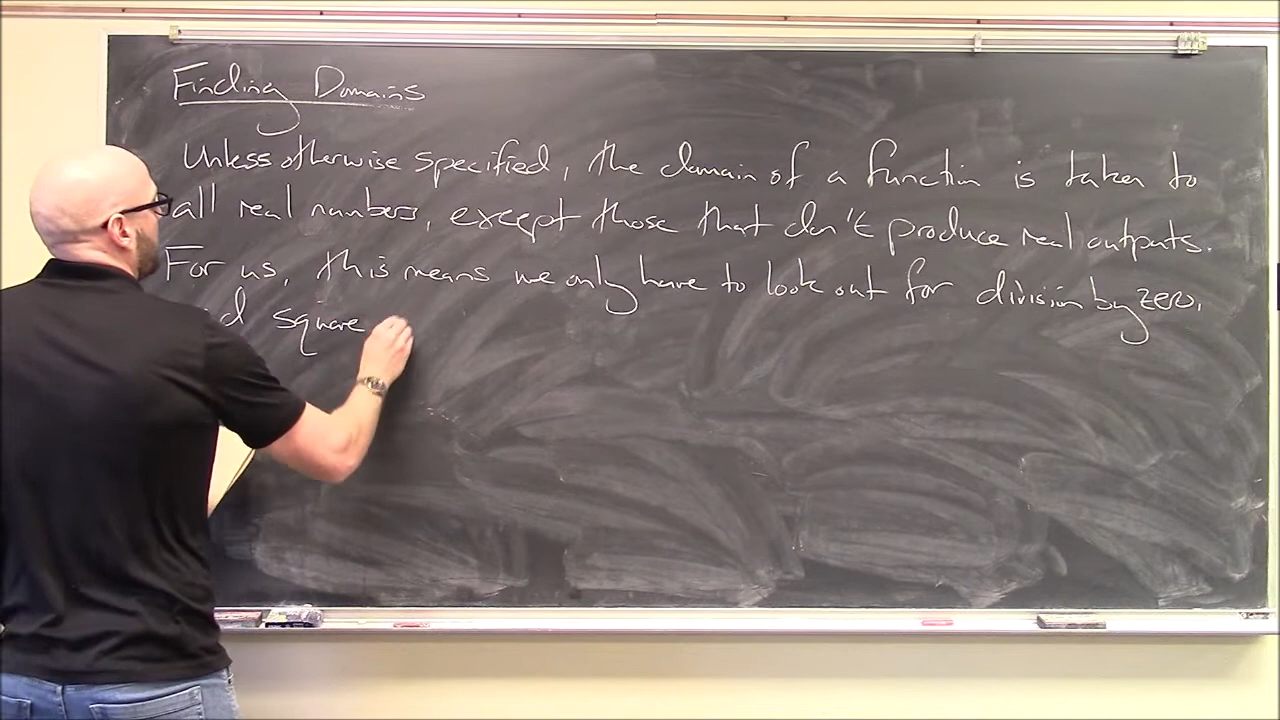 Finding Domains
Unless otherwise specified, the domain of a function is taken to
all real numbers, except those that don't produce real outputs.
For us, this means we only have to look out for division by zero,
square